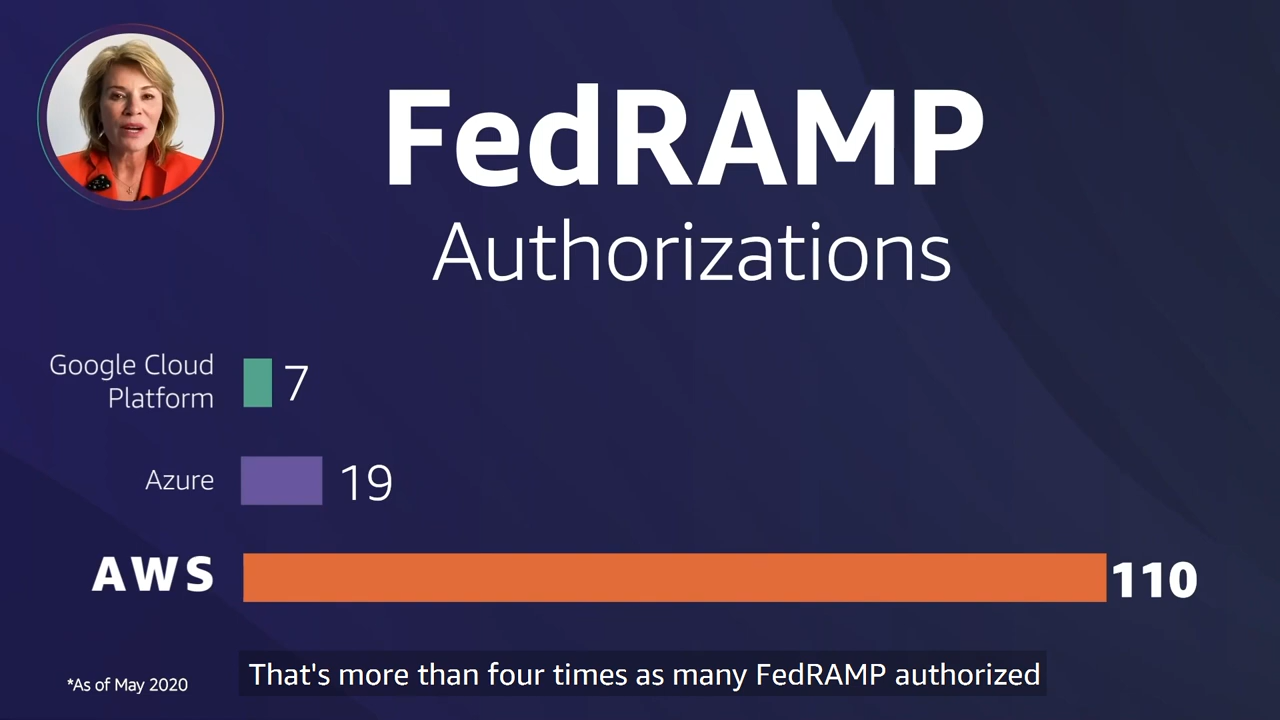 FedRAMP
Authorizations
Google Cloud
Platform
7
Azure
19
AWS
110
*As of May 2020
That's more than four times as many FedRAMP authorized